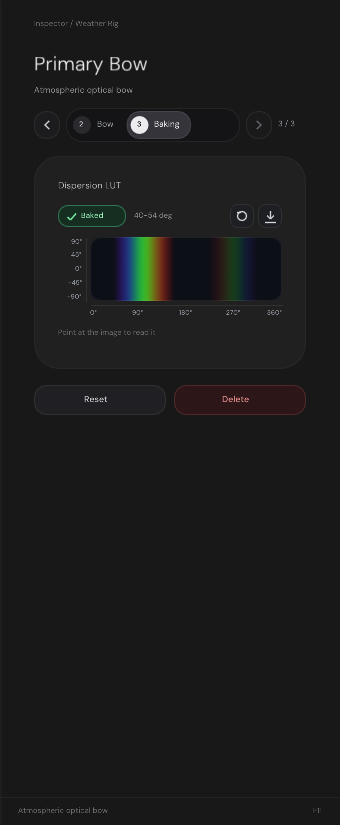 Inspector / Weather Rig
Primary Bow
Atmospheric optical bow
2 Bow 3 Baking 3 / 3
Dispersion LUT
Baked 40-54 deg
90°
45°
0°
-45°
-90°
0° 90° 180° 270° 360°
Point at the image to read it
Reset Delete
Atmospheric optical bow